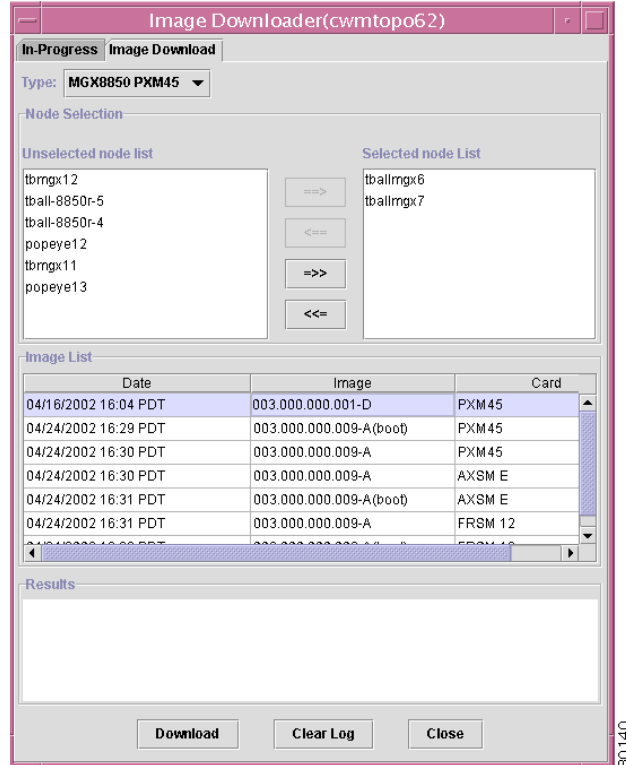 Image Downloader(cwmtopo62)
In-Progress Image Download
Type: MGX8850 PXM45
Node Selection
Unselected node list Selected node List
tbmgx12 tballmgx6
tball-8850r-5 tballmgx7
tball-8850r-4
popeye12
tbmgx11
popeye13
==>
<==
=>>
<<=
Image List
Date Image Card
04/16/2002 16:04 PDT 003.000.000.001-D PXM45
04/24/2002 16:29 PDT 003.000.000.009-A(boot) PXM45
04/24/2002 16:30 PDT 003.000.000.009-A PXM45
04/24/2002 16:30 PDT 003.000.000.009-A AXSM E
04/24/2002 16:31 PDT 003.000.000.009-A(boot) AXSM E
04/24/2002 16:31 PDT 003.000.000.009-A FRSM 12
Results
Download Clear Log Close
80140